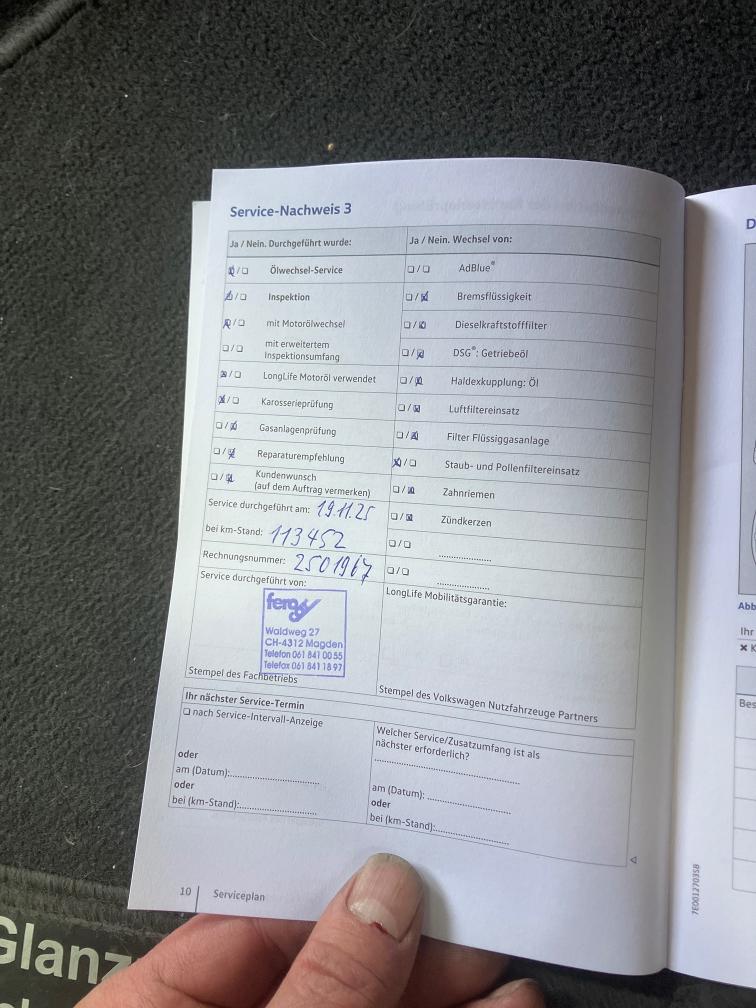 Service-Nachweis 3
Ja / Nein. Durchgeführt wurde:
Ölwechsel-Service
Inspektion
mit Motorölwechsel
mit erweitertem
Inspektionsumfang
LongLife Motoröl verwendet
Karosserieprüfung
Gasanlagenprüfung
Reparaturempfehlung
Kundenwunsch
(auf dem Auftrag vermerken)
Service durchgeführt am: 19.11.25
bei km-Stand: 113452
Rechnungsnummer: 2501967
Service durchgeführt von:
Waldweg 27
CH-4312 Magden
Telefon 061 841 00 55
Telefax 061 841 18 97
Stempel des Fachbetriebs
Ja / Nein. Wechsel von:
AdBlue®
Bremsflüssigkeit
Dieselkraftstofffilter
DSG®: Getriebeöl
Haldexkupplung: Öl
Luftfiltereinsatz
Filter Flüssiggasanlage
Staub- und Pollenfiltereinsatz
Zahnriemen
Zündkerzen
LongLife Mobilitätsgarantie:
Stempel des Volkswagen Nutzfahrzeuge Partners
Ihr nächster Service-Termin
nach Service-Intervall-Anzeige
oder
am (Datum):
oder
bei (km-Stand):
Welcher Service/Zusatzumfang ist als
nächster erforderlich?
am (Datum):
oder
bei (km-Stand):
10 Serviceplan
7E0012703SB
D
Abb
Ihr
Bes
Glanz